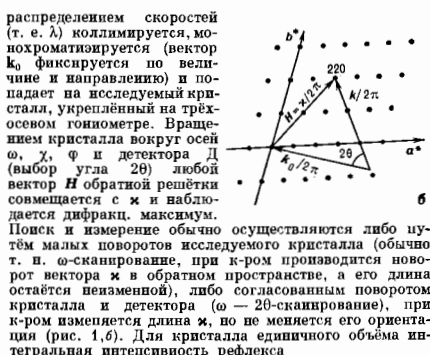 распределением скоростей
(т. е. λ) коллимируется, мо-
нохроматизируется (вектор
k₀ фиксируется по вели-
чине и направлению) и по-
падает на исследуемый кри-
сталл, укреплённый на трёх-
осевом гониометре. Враще-
нием кристалла вокруг осей
ω, χ, φ и детектора Д
(выбор угла 2θ) любой
вектор H обратной решётки
совмещается с ϰ и наблю-
дается дифракц. максимум.
b*
220
H=ϰ/2π
k/2π
2θ
k₀/2π
a*
б
Поиск и измерение обычно осуществляются либо пу-
тём малых поворотов исследуемого кристалла (обычно
т. н. ω-сканирование, при к-ром производится пово-
рот вектора ϰ в обратном пространстве, а его длина
остаётся неизменной), либо согласованным поворотом
кристалла и детектора (ω — 2θ-сканирование), при
к-ром изменяется длина ϰ, но не меняется его ориента-
ция (рис. 1,б). Для кристалла единичного объёма ин-
тегральная интенсивность рефлекса